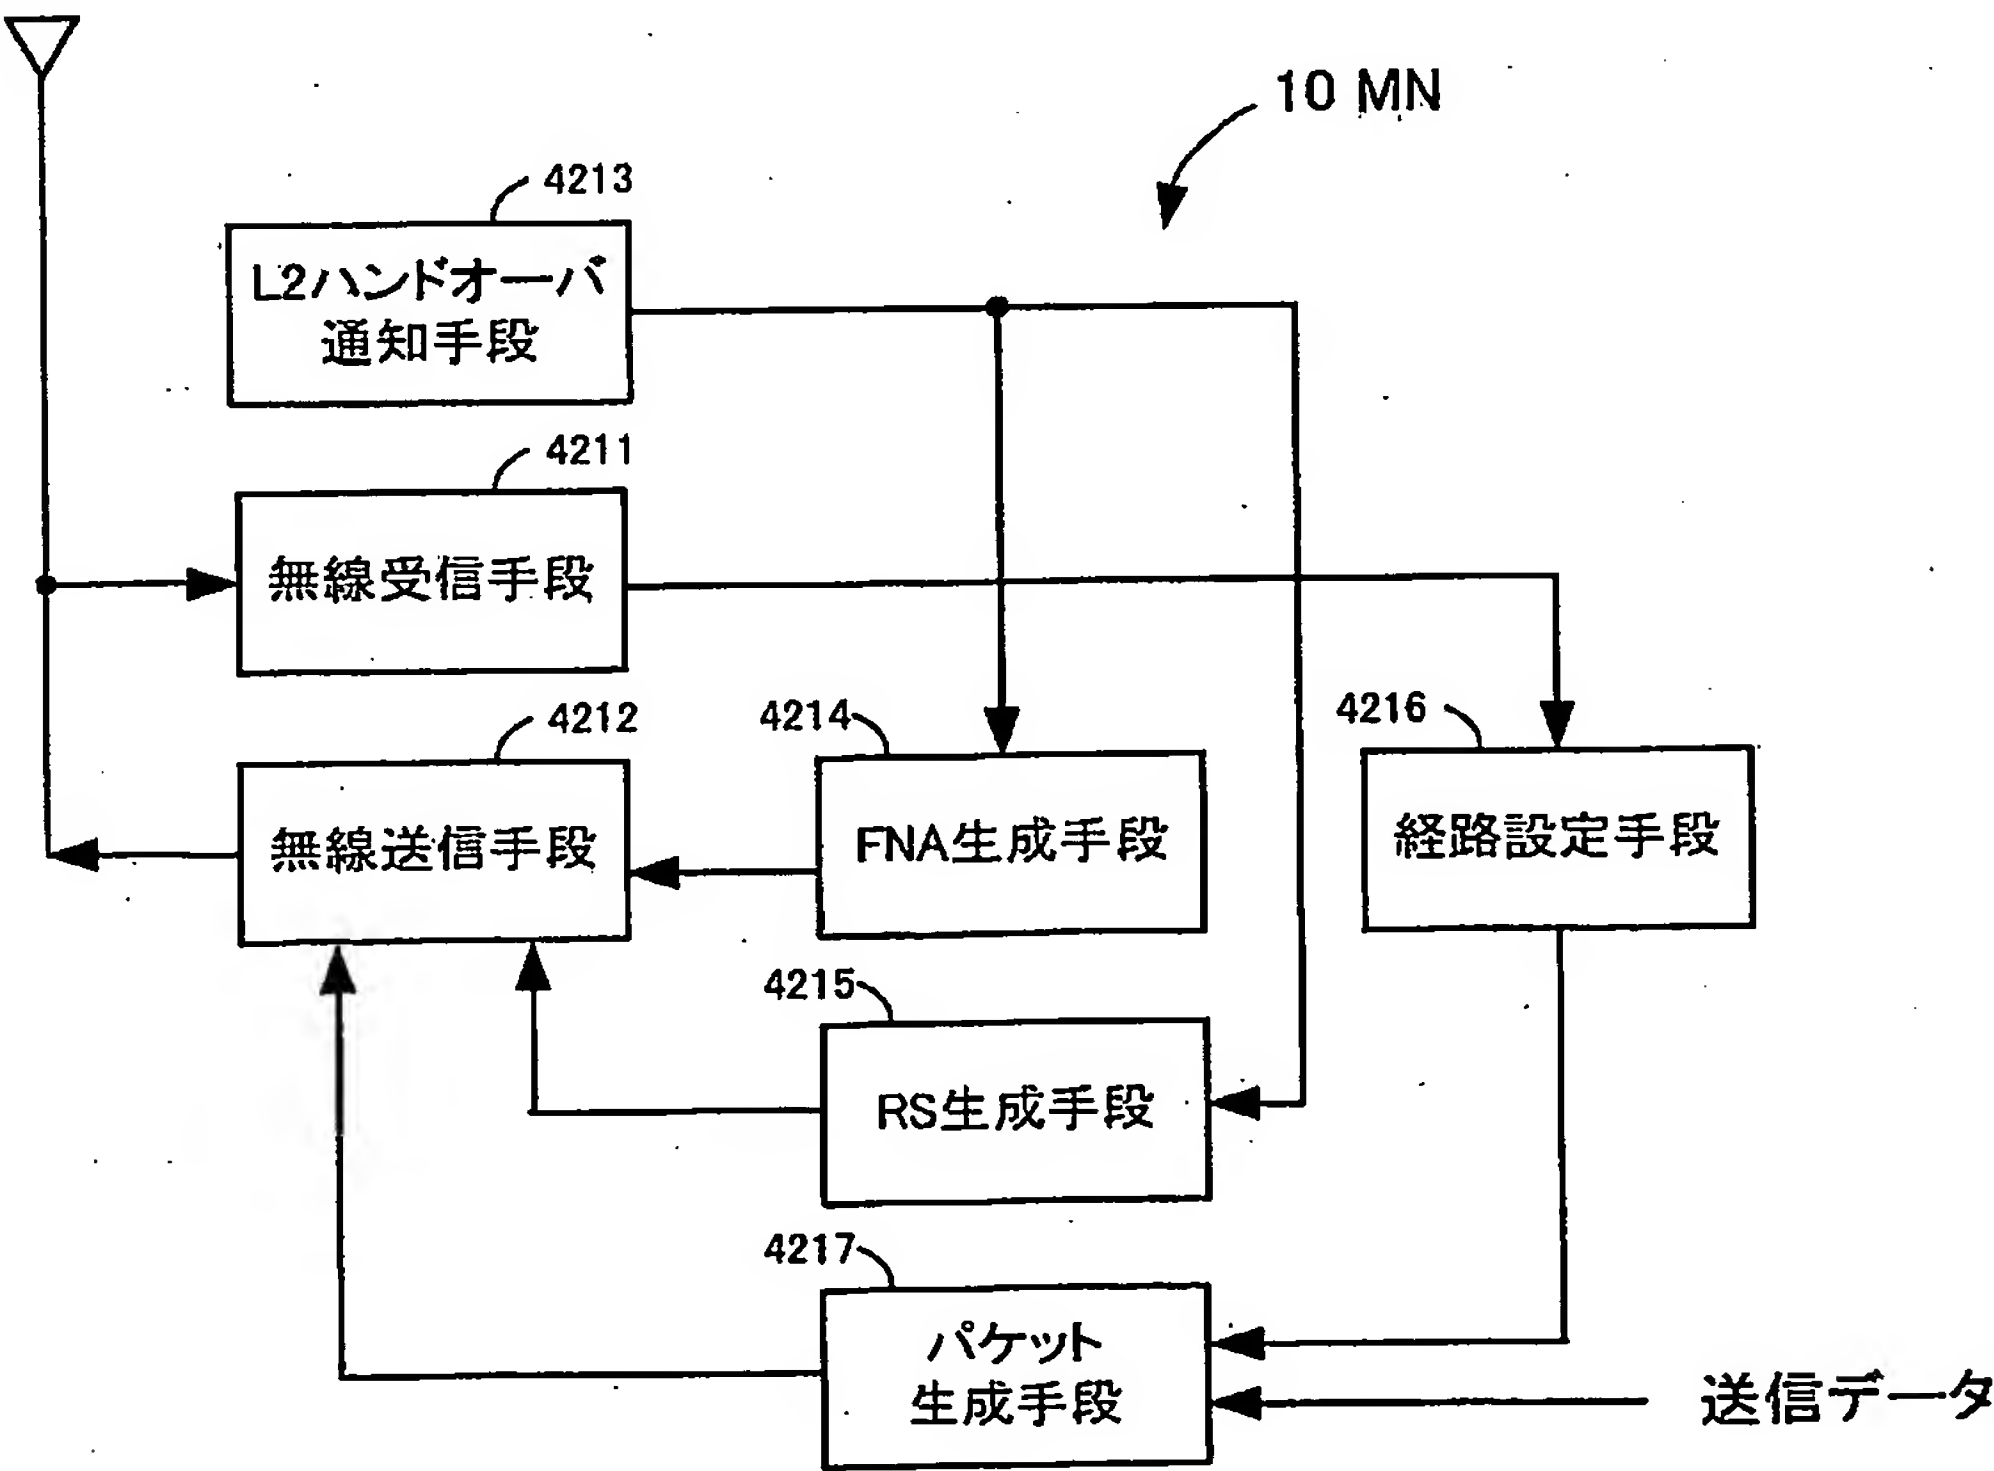 10 MN
4213
L2ハンドオーバ
通知手段
4211
無線受信手段
4212
無線送信手段
4214
FNA生成手段
4216
経路設定手段
4215
RS生成手段
4217
パケット
生成手段
送信データ